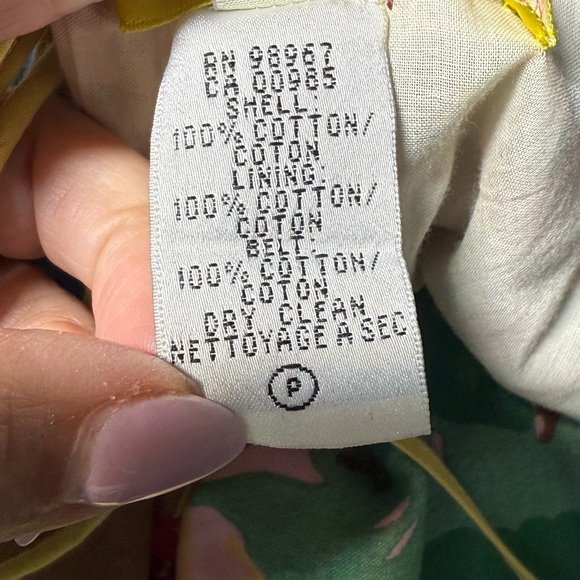 RN 98967
CA 00985
SHELL:
100% COTTON/
COTON
LINING:
100% COTTON/
COTON
BELT:
100% COTTON/
COTON
DRY CLEAN
NETTOYAGE A SEC
P